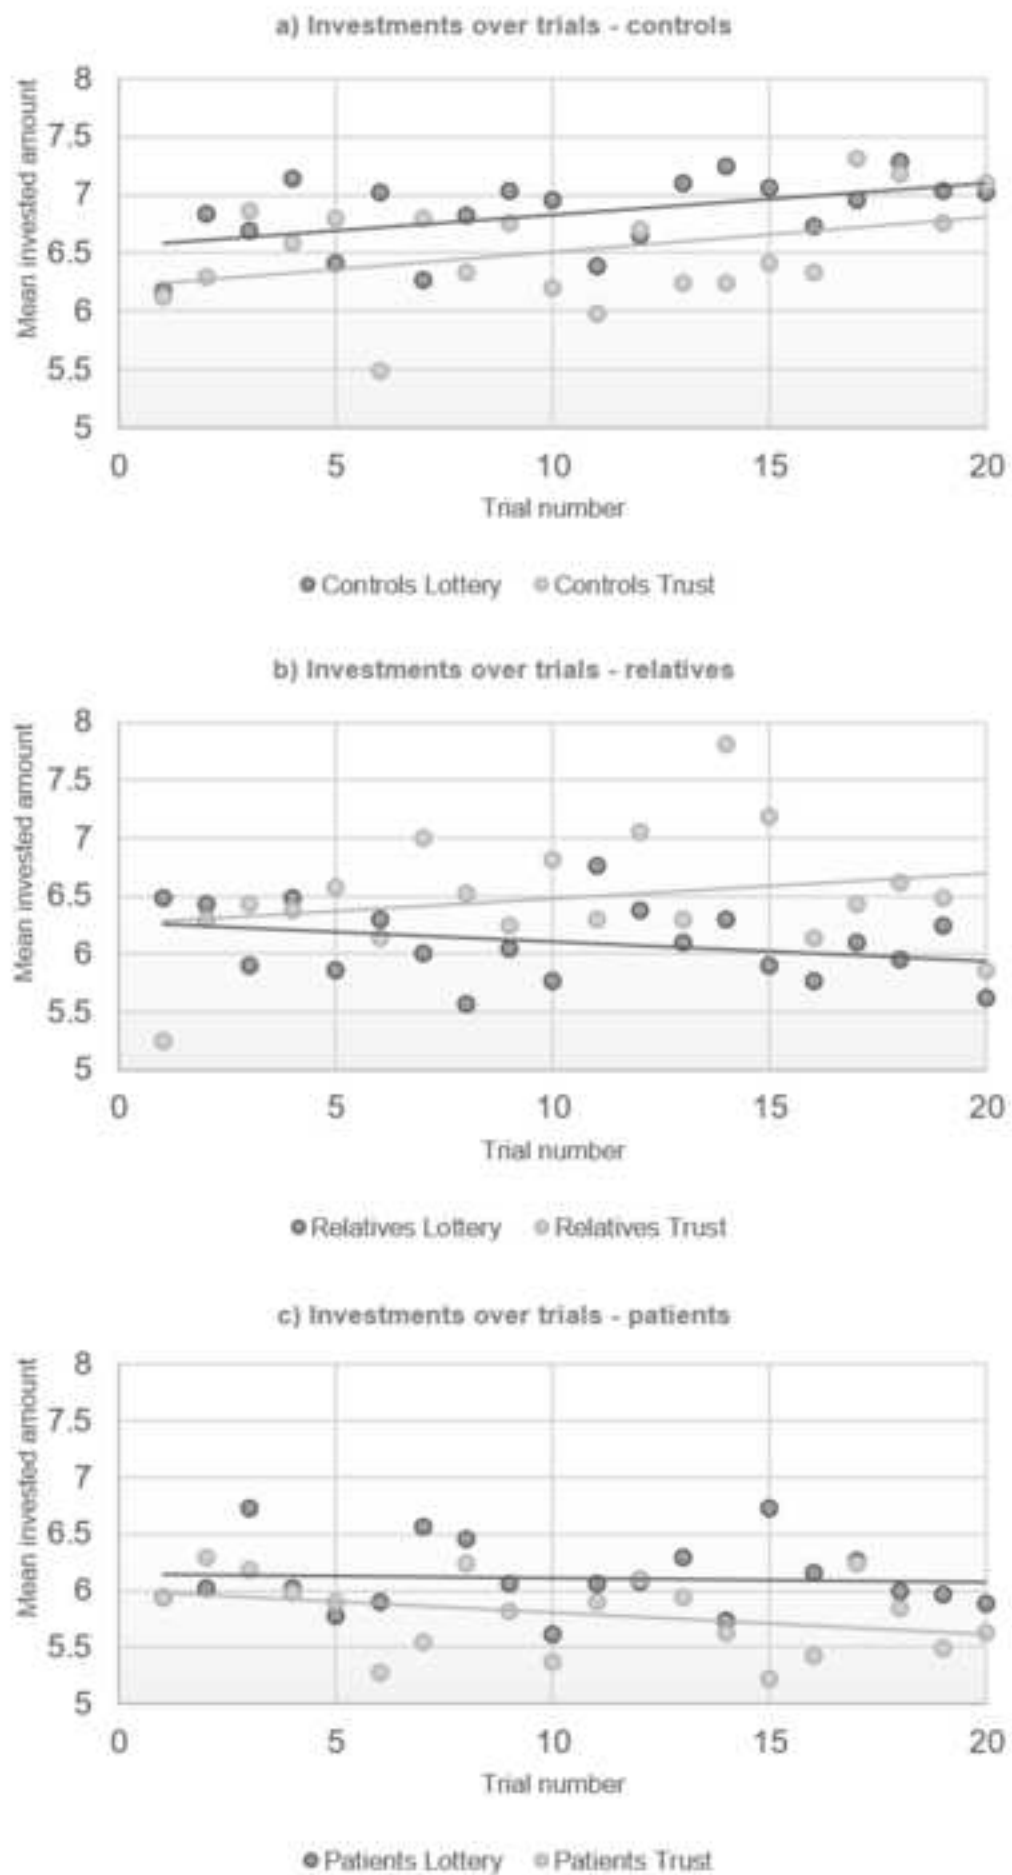 a) Investments over trials - controls
Mean invested amount
8
7.5
7
6.5
6
5.5
5
0 5 10 15 20
Trial number
Controls Lottery Controls Trust
b) Investments over trials - relatives
Mean invested amount
8
7.5
7
6.5
6
5.5
5
0 5 10 15 20
Trial number
Relatives Lottery Relatives Trust
c) Investments over trials - patients
Mean invested amount
8
7.5
7
6.5
6
5.5
5
0 5 10 15 20
Trial number
Patients Lottery Patients Trust